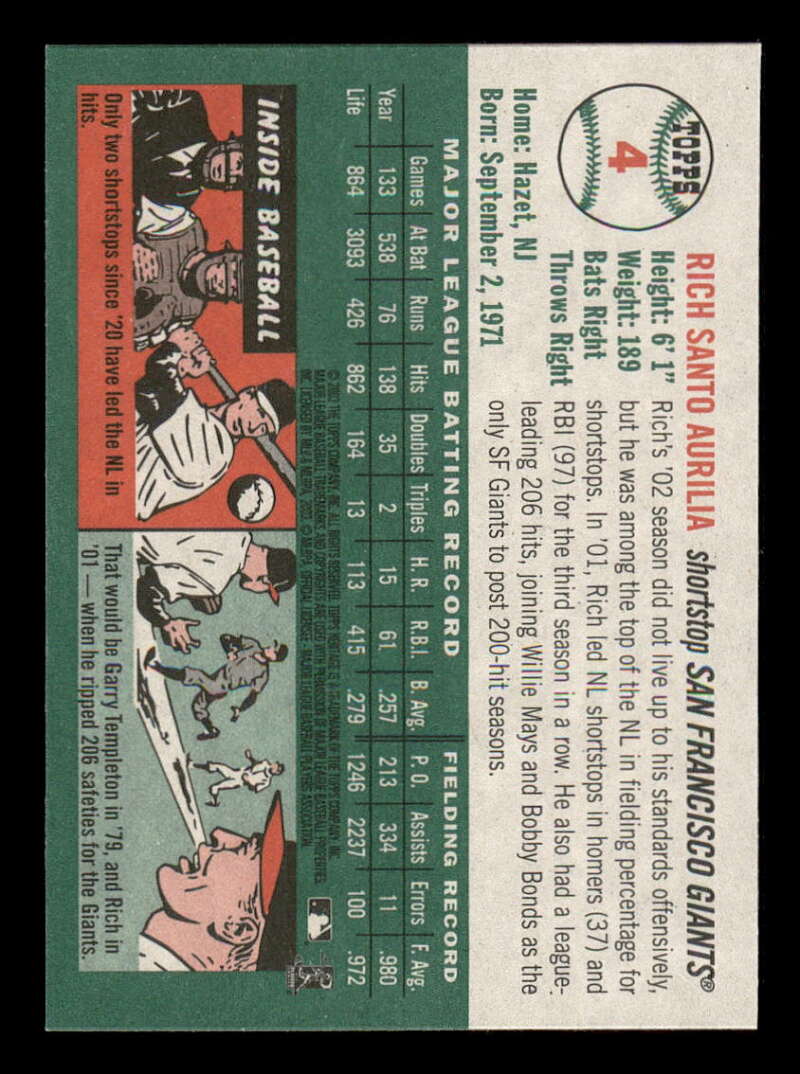 TOPPS
4
RICH SANTO AURILIA shortstop SAN FRANCISCO GIANTS®
Height: 6' 1"
Weight: 189
Bats Right
Throws Right
Home: Hazet, NJ
Born: September 2, 1971
Rich's '02 season did not live up to his standards offensively,
but he was among the top of the NL in fielding percentage for
shortstops. In '01, Rich led NL shortstops in homers (37) and
RBI (97) for the third season in a row. He also had a league-
leading 206 hits, joining Willie Mays and Bobby Bonds as the
only SF Giants to post 200-hit seasons.
MAJOR LEAGUE BATTING RECORD FIELDING RECORD
Games At Bat Runs Hits Doubles Triples H. R. R.B.I. B. Avg. P. O. Assists Errors F. Avg.
Year 133 538 76 138 35 2 15 61 .257 213 334 11 .980
Life 864 3093 426 862 164 13 113 415 .279 1246 2237 100 .972
INSIDE BASEBALL
Only two shortstops since '20 have led the NL in
hits.
That would be Garry Templeton in '79, and Rich in
'01 — when he ripped 206 safeties for the Giants.